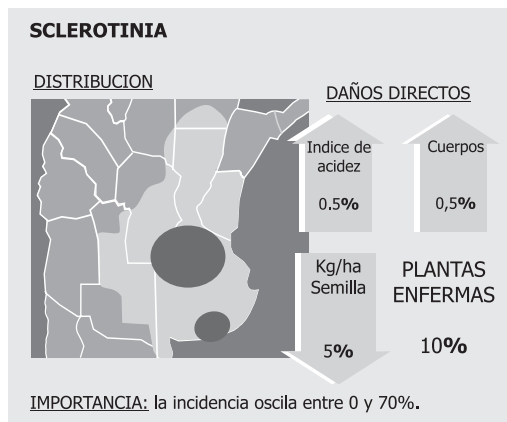 SCLEROTINIA
DISTRIBUCION
DAÑOS DIRECTOS
Indice de
acidez
0.5%
Cuerpos
0,5%
Kg/ha
Semilla
5%
PLANTAS
ENFERMAS
10%
IMPORTANCIA: la incidencia oscila entre 0 y 70%.